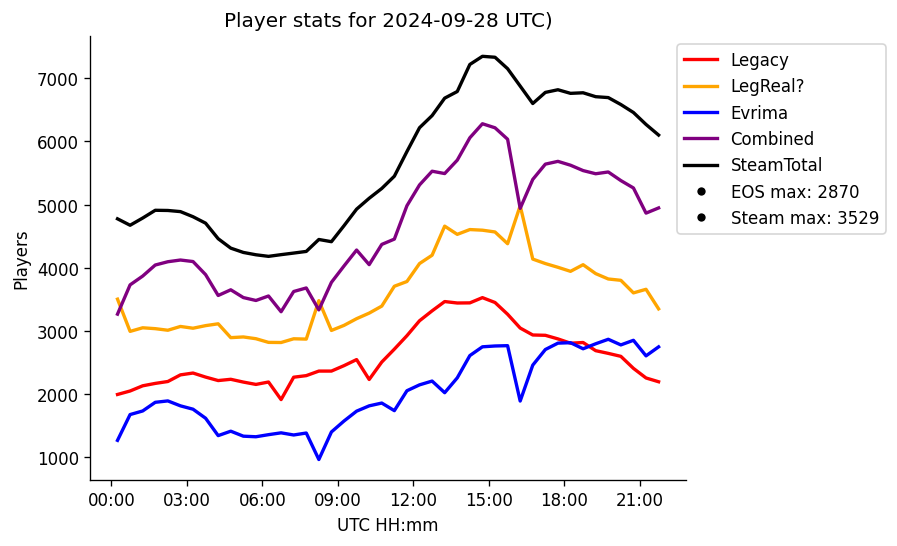 Player stats for 2024-09-28 UTC)
Legacy
LegReal?
Evrima
Combined
SteamTotal
EOS max: 2870
Steam max: 3529
Players
7000
6000
5000
4000
3000
2000
1000
00:00 03:00 06:00 09:00 12:00 15:00 18:00 21:00
UTC HH:mm